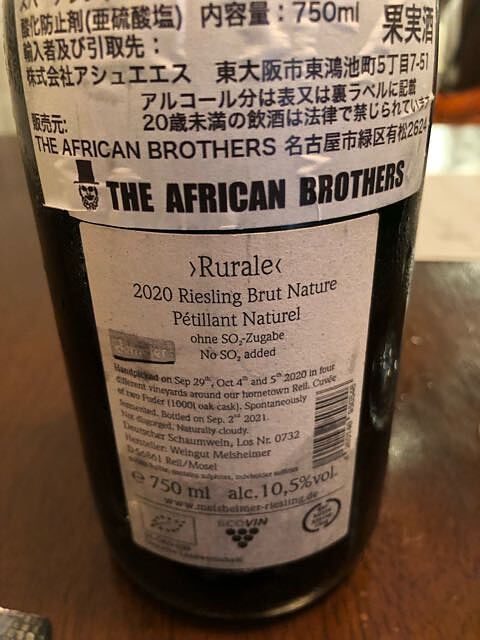 酸化防止剤(亜硫酸塩) 内容量：750ml 果実酒
輸入者及び引取先：
株式会社アシュエエス 東大阪市東鴻池町5丁目7-51
アルコール分は表又は裏ラベルに記載
20歳未満の飲酒は法律で禁じられています
販売元：
THE AFRICAN BROTHERS 名古屋市緑区有松2624
THE AFRICAN BROTHERS
›Rurale‹
2020 Riesling Brut Nature
Pétillant Naturel
ohne SO₂-Zugabe
No SO₂ added
Handpicked on Sep 29th, Oct 4th and 5th 2020 in four
different vineyards around our hometown Reil. Cuvée
of two Fuder (1000l oak cask). Spontaneously
fermented. Bottled on Sep. 2nd 2021.
Not disgorged, Naturally cloudy.
Deutscher Schaumwein, Los Nr. 0732
Hersteller: Weingut Melsheimer
D-56861 Reil/Mosel
℮ 750 ml alc.10,5%vol.
www.melsheimer-riesling.de
ECOVIN